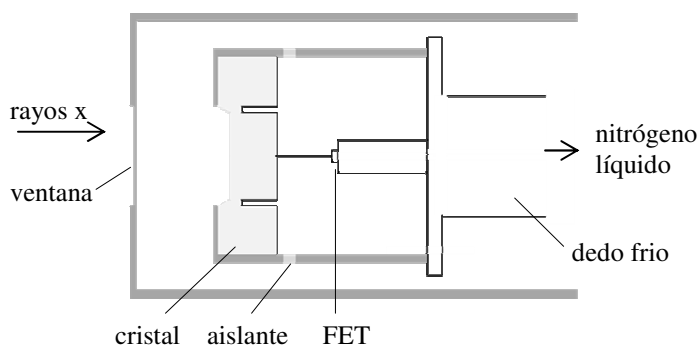 rayos x
ventana
nitrógeno
líquido
dedo frio
cristal
aislante
FET